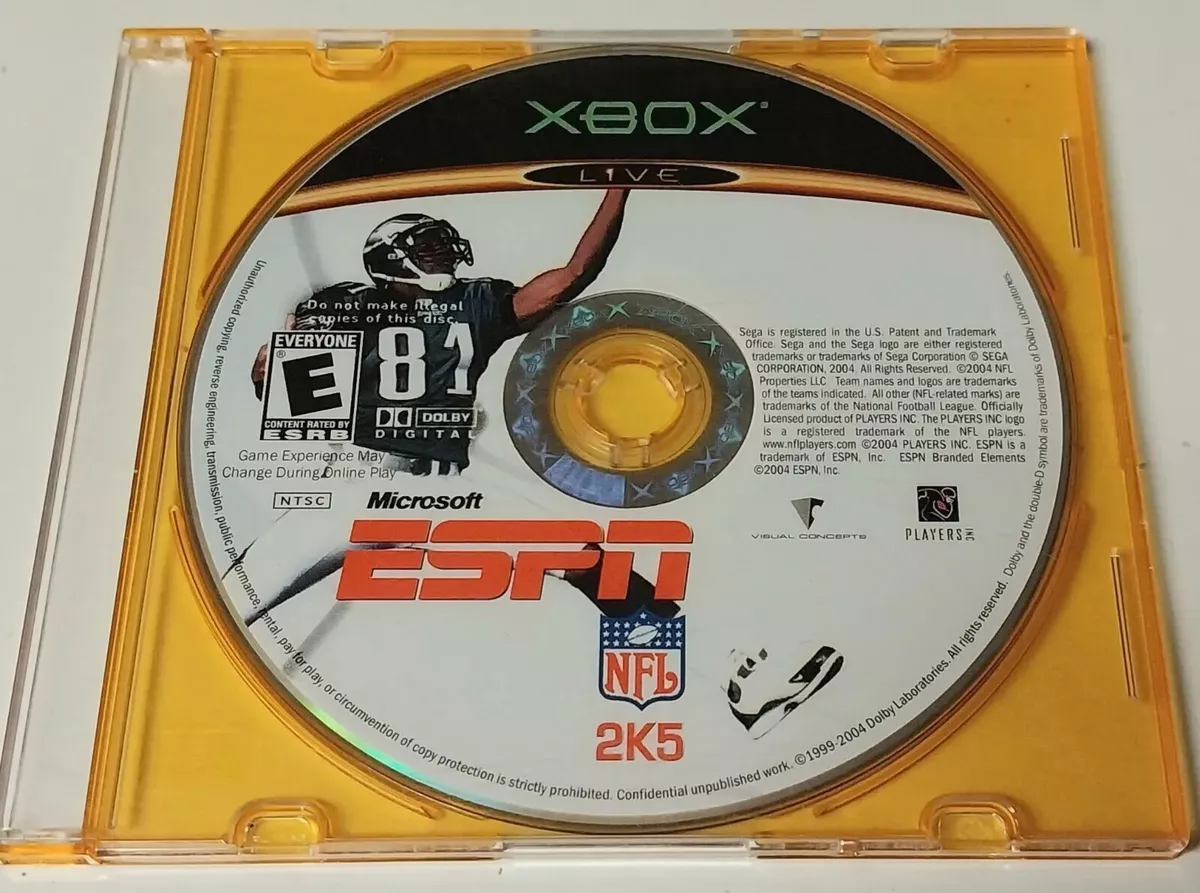 XBOX
LIVE
Do not make illegal
copies of this disc.
81
EVERYONE
E
®
CONTENT RATED BY
ESRB
DOLBY
DIGITAL
Game Experience May
Change During Online Play
NTSC
Microsoft
Sega is registered in the U.S. Patent and Trademark
Office. Sega and the Sega logo are either registered
trademarks or trademarks of Sega Corporation © SEGA
CORPORATION, 2004. All Rights Reserved. ©2004 NFL
Properties LLC. Team names and logos are trademarks
of the teams indicated. All other (NFL-related marks) are
trademarks of the National Football League. Officially
Licensed product of PLAYERS INC. The PLAYERS INC logo
is a registered trademark of the NFL players.
www.nflplayers.com ©2004 PLAYERS INC. ESPN is a
trademark of ESPN, Inc. ESPN Branded Elements
©2004 ESPN, Inc.
VISUAL CONCEPTS
PLAYERS INC
ESPN
NFL
2K5
Unauthorized copying, reverse engineering, transmission, public performance, rental, pay for play, or circumvention of copy protection is strictly prohibited. Confidential unpublished work. ©1999-2004 Dolby Laboratories. All rights reserved. Dolby and the double-D symbol are trademarks of Dolby Laboratories.